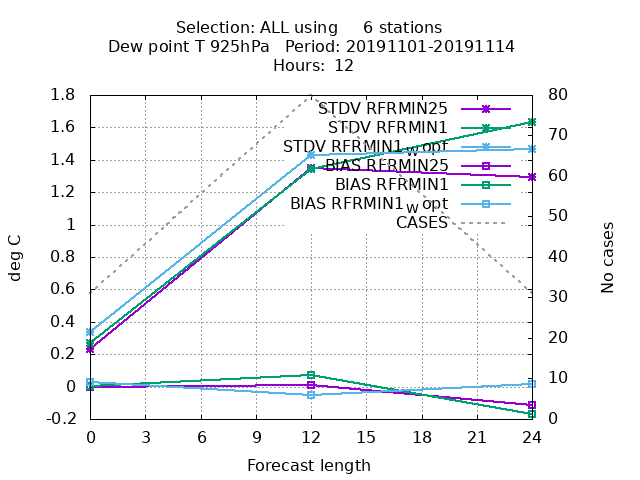 Selection: ALL using     6 stations
Dew point T 925hPa   Period: 20191101-20191114
Hours: 12
1.8
1.6
1.4
1.2
1
0.8
0.6
0.4
0.2
0
-0.2
deg C
80
70
60
50
40
30
20
10
0
No cases
STDV RFRMIN25
STDV RFRMIN1
STDV RFRMIN1_w opt
BIAS RFRMIN25
BIAS RFRMIN1
BIAS RFRMIN1_w opt
CASES
0 3 6 9 12 15 18 21 24
Forecast length